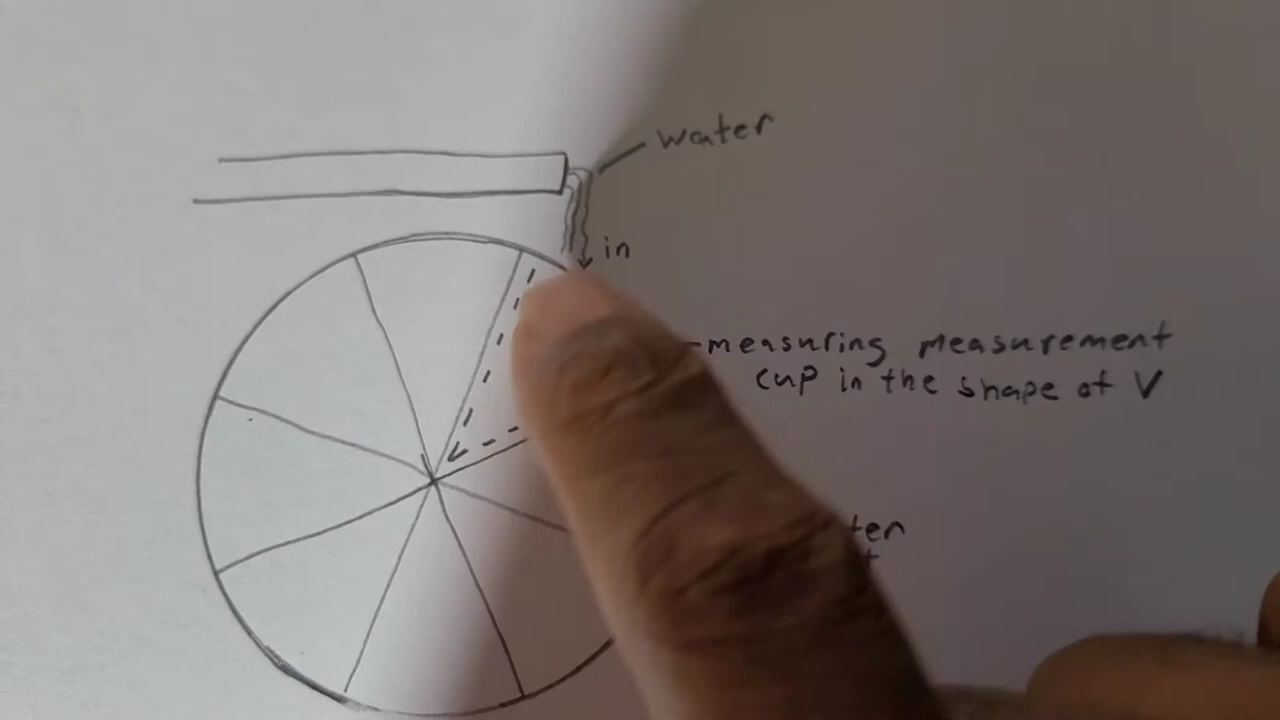 water
in
measuring measurement
cup in the shape of V